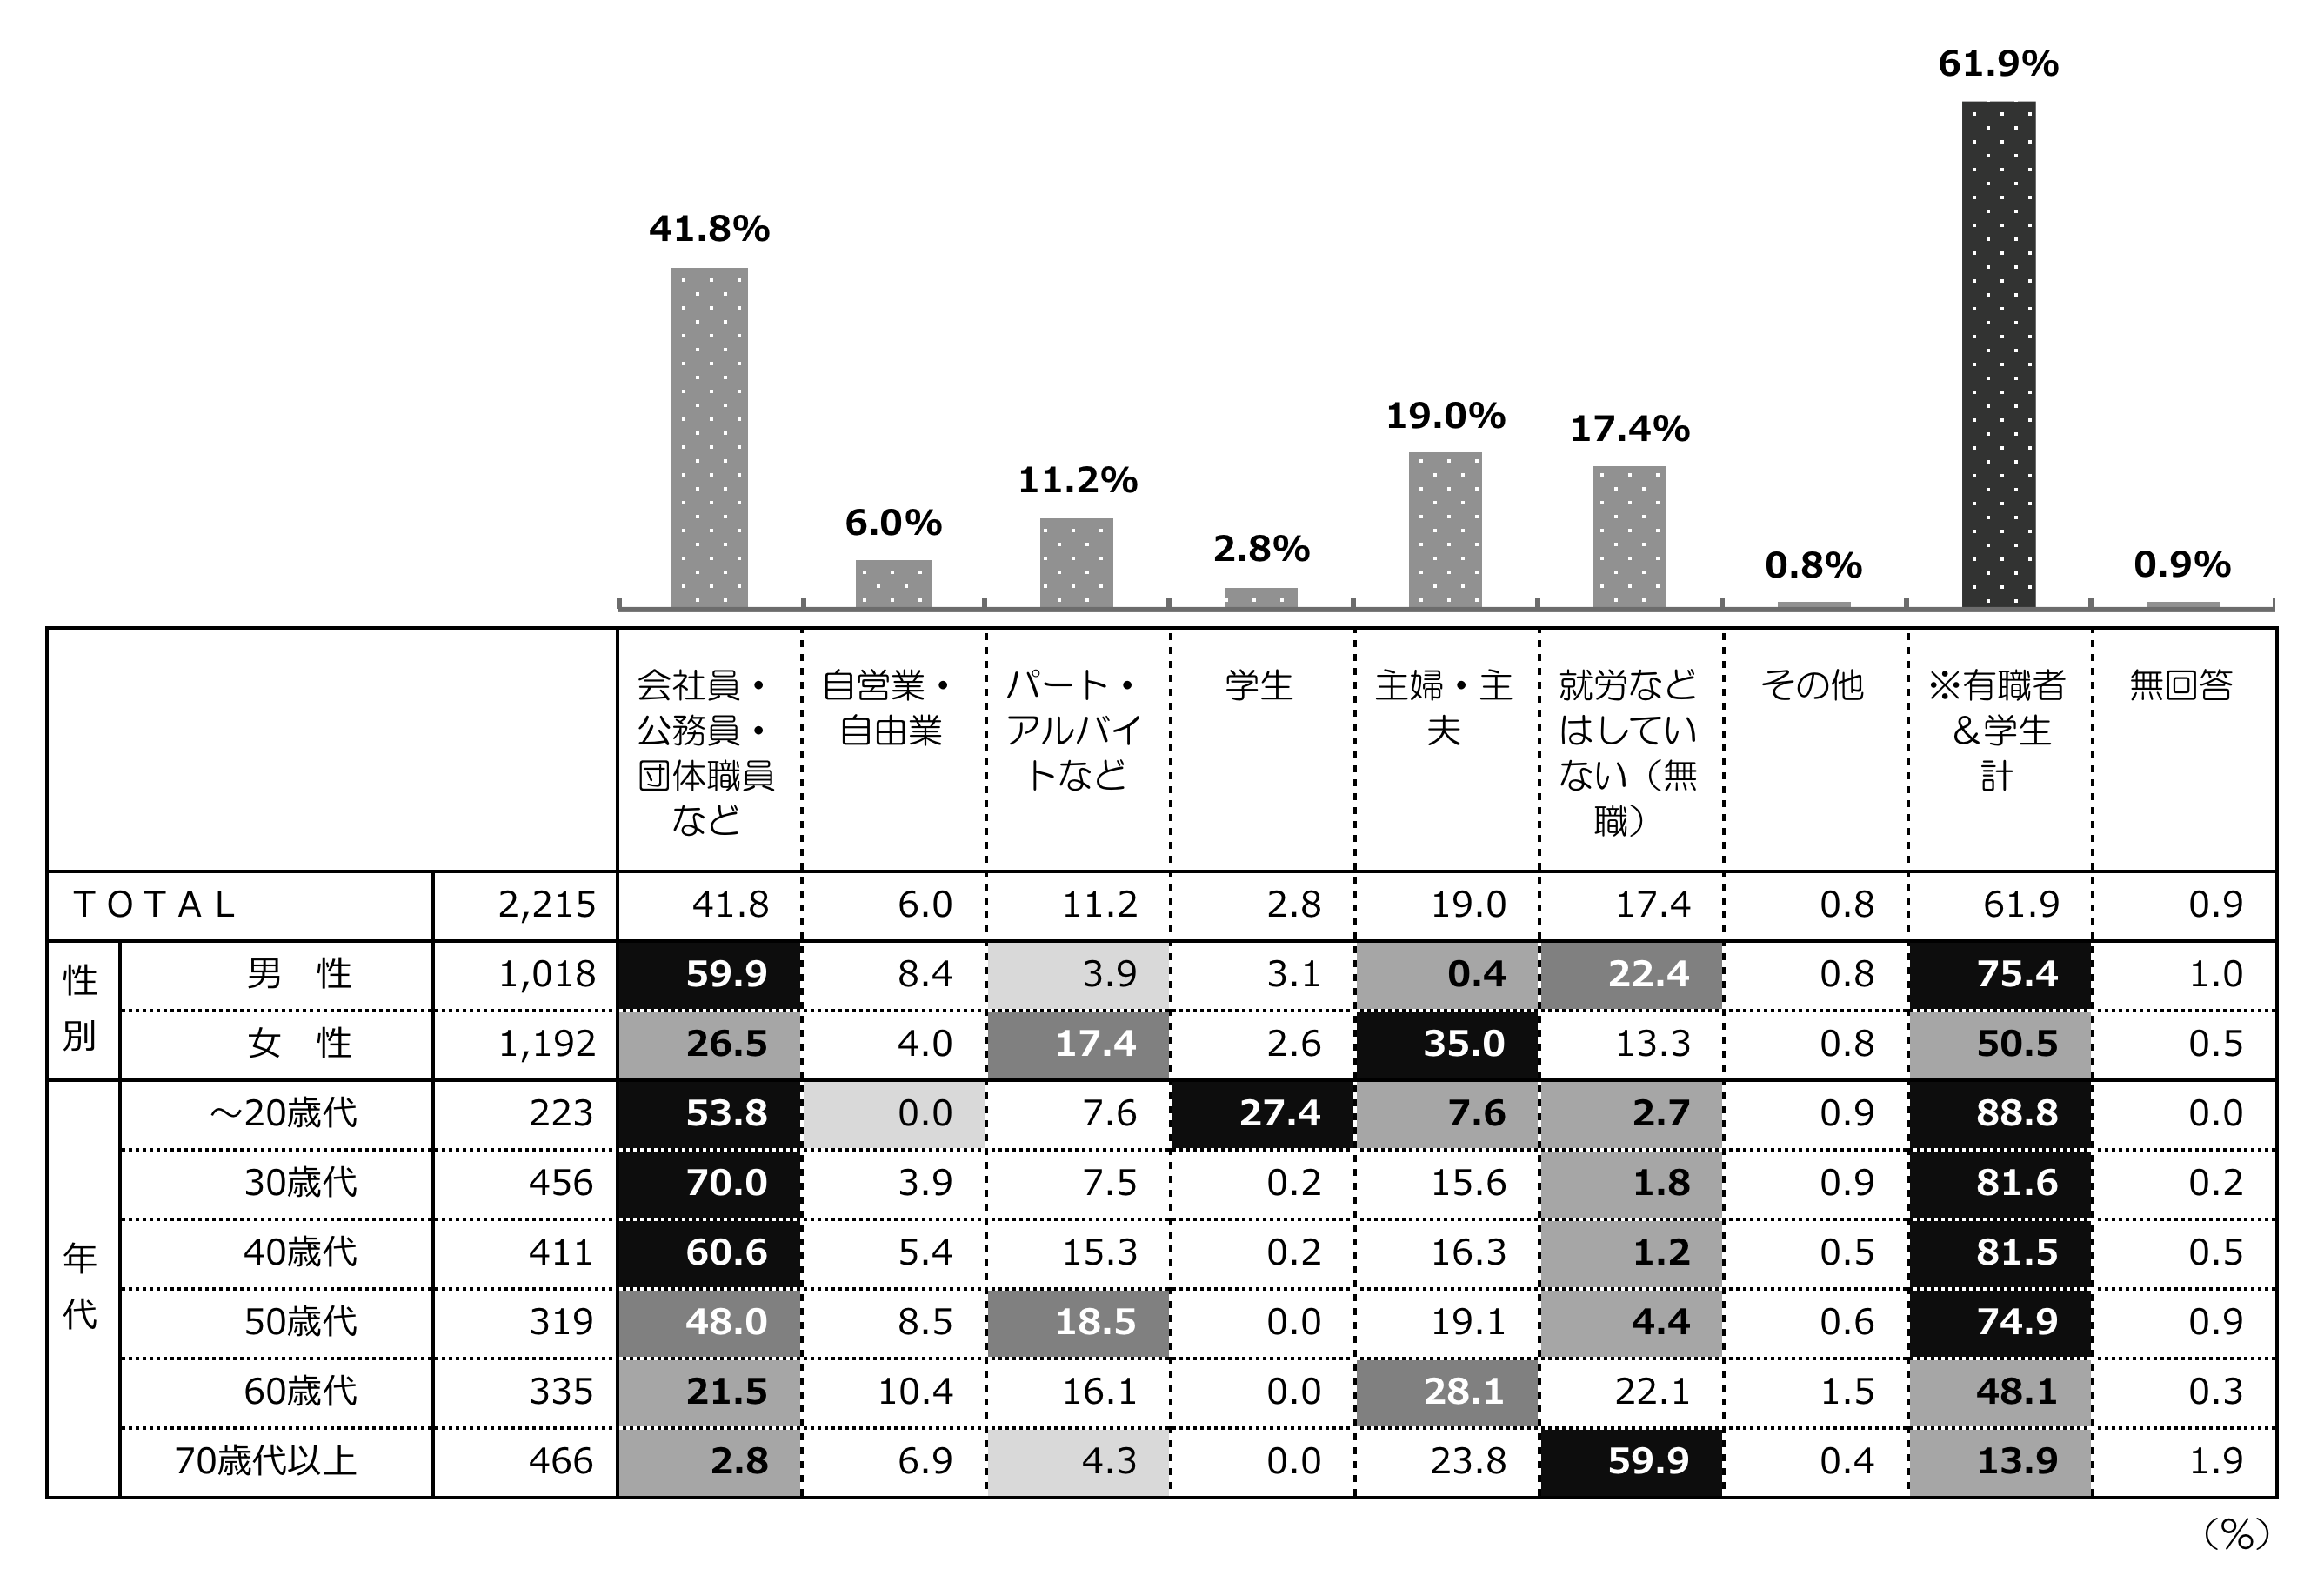 61.9%
41.8%
19.0%
17.4%
11.2%
6.0%
2.8%
0.8%
0.9%
会社員・
公務員・
団体職員
など
自営業・
自由業
パート・
アルバイ
トなど
学生
主婦・主
夫
就労など
はしてい
ない（無
職）
その他
※有職者
＆学生
計
無回答
ＴＯＴＡＬ 2,215 41.8 6.0 11.2 2.8 19.0 17.4 0.8 61.9 0.9
性別
男　性 1,018 59.9 8.4 3.9 3.1 0.4 22.4 0.8 75.4 1.0
女　性 1,192 26.5 4.0 17.4 2.6 35.0 13.3 0.8 50.5 0.5
年代
～20歳代 223 53.8 0.0 7.6 27.4 7.6 2.7 0.9 88.8 0.0
30歳代 456 70.0 3.9 7.5 0.2 15.6 1.8 0.9 81.6 0.2
40歳代 411 60.6 5.4 15.3 0.2 16.3 1.2 0.5 81.5 0.5
50歳代 319 48.0 8.5 18.5 0.0 19.1 4.4 0.6 74.9 0.9
60歳代 335 21.5 10.4 16.1 0.0 28.1 22.1 1.5 48.1 0.3
70歳代以上 466 2.8 6.9 4.3 0.0 23.8 59.9 0.4 13.9 1.9
（%）